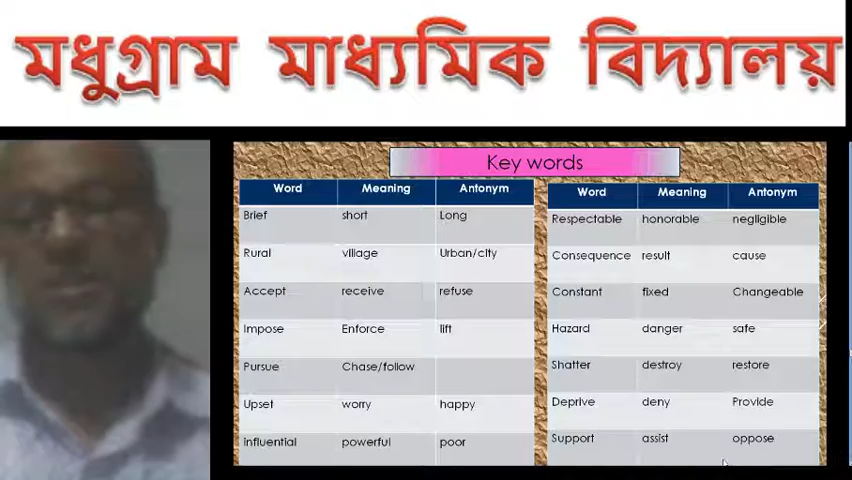 মধুগ্রাম মাধ্যমিক বিদ্যালয়
Key words
Word Meaning Antonym
Brief short Long
Rural village Urban/city
Accept receive refuse
Impose Enforce lift
Pursue Chase/follow
Upset worry happy
influential powerful poor
Word Meaning Antonym
Respectable honorable negligible
Consequence result cause
Constant fixed Changeable
Hazard danger safe
Shatter destroy restore
Deprive deny Provide
Support assist oppose